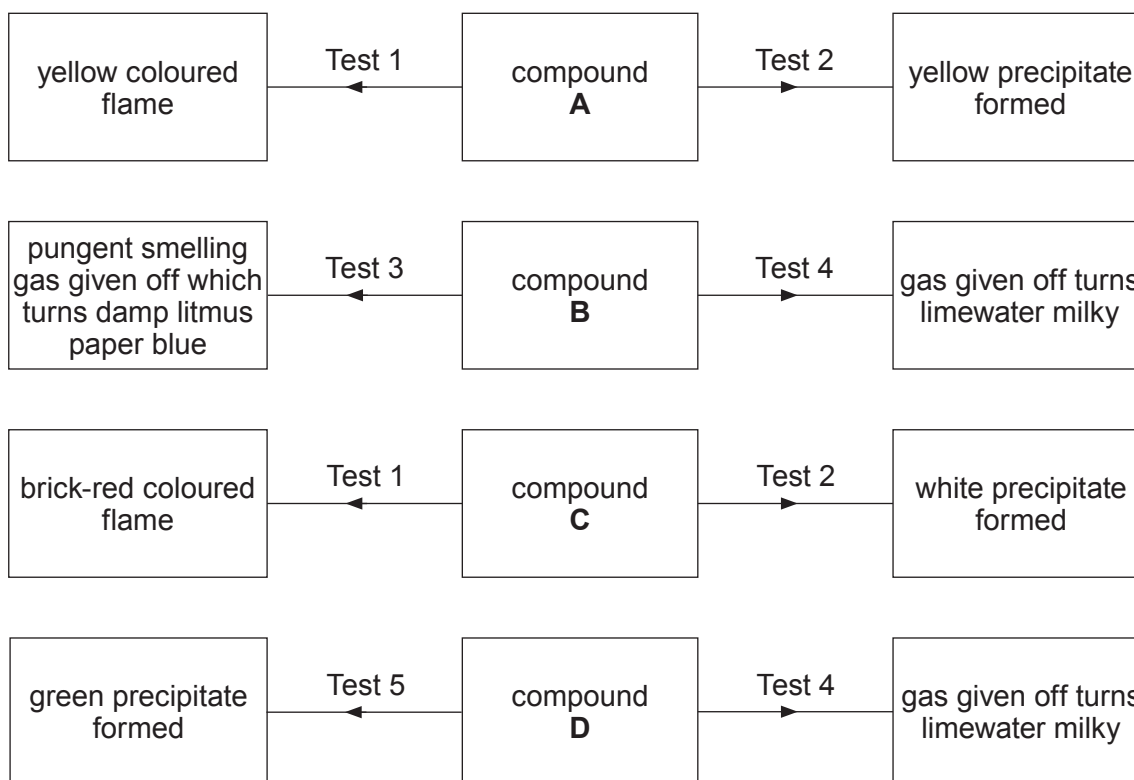 yellow coloured
flame
Test 1
compound
A
Test 2
yellow precipitate
formed
pungent smelling
gas given off which
turns damp litmus
paper blue
Test 3
compound
B
Test 4
gas given off turns
limewater milky
brick-red coloured
flame
Test 1
compound
C
Test 2
white precipitate
formed
green precipitate
formed
Test 5
compound
D
Test 4
gas given off turns
limewater milky